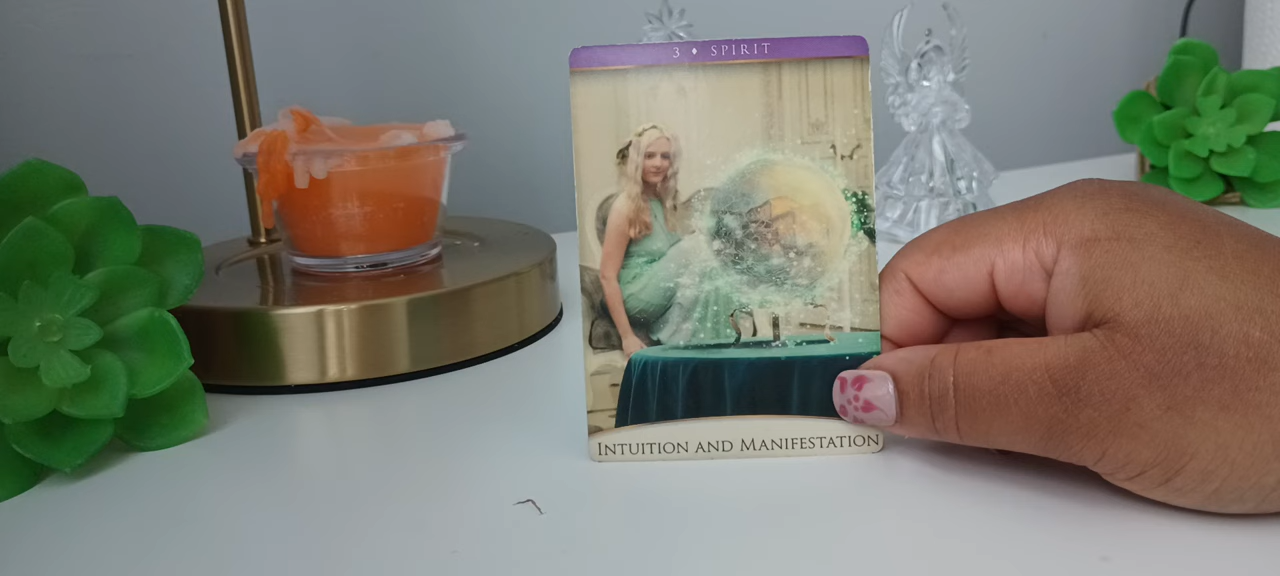 3 ♦ SPIRIT
INTUITION AND MANIFESTATION